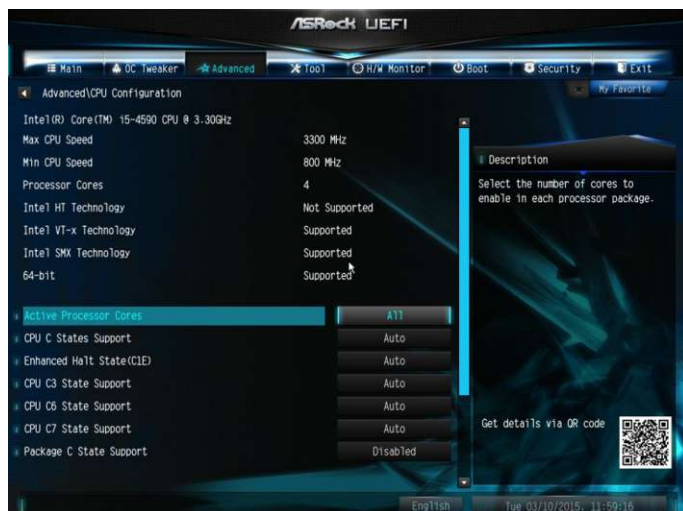 ASRock UEFI
Main OC Tweaker Advanced Tool H/W Monitor Boot Security Exit
Advanced\CPU Configuration
My Favorite
Intel(R) Core(TM) i5-4590 CPU @ 3.30GHz
Max CPU Speed 3300 MHz
Min CPU Speed 800 MHz
Processor Cores 4
Intel HT Technology Not Supported
Intel VT-x Technology Supported
Intel SMX Technology Supported
64-bit Supported
Active Processor Cores All
CPU C States Support Auto
Enhanced Halt State(C1E) Auto
CPU C3 State Support Auto
CPU C6 State Support Auto
CPU C7 State Support Auto
Package C State Support Disabled
Description
Select the number of cores to
enable in each processor package.
Get details via QR code
English Tue 03/10/2015. 11:59:16